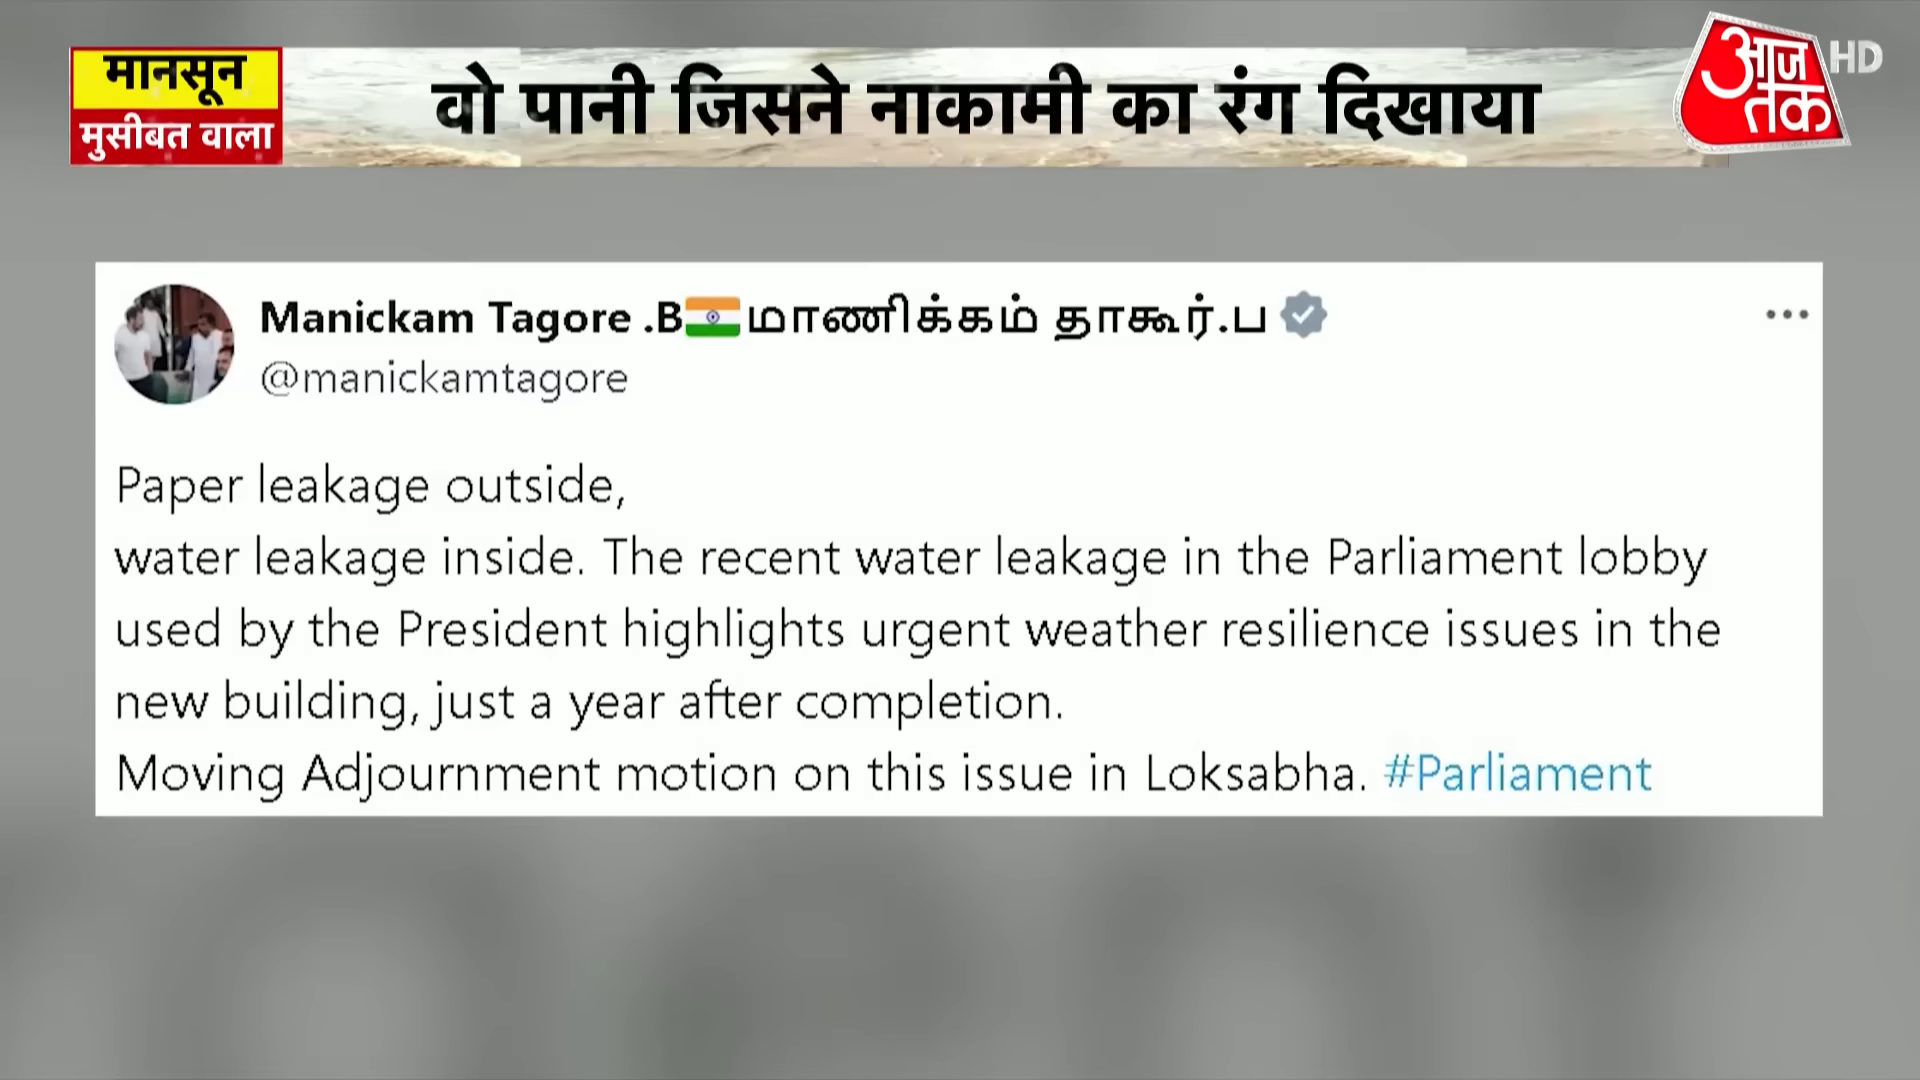 मानसून
मुसीबत वाला
वो पानी जिसने नाकामी का रंग दिखाया
आज
तक
HD
Manickam Tagore .B🇮🇳மாணிக்கம் தாகூர்.ப
@manickamtagore
Paper leakage outside,
water leakage inside. The recent water leakage in the Parliament lobby
used by the President highlights urgent weather resilience issues in the
new building, just a year after completion.
Moving Adjournment motion on this issue in Loksabha. #Parliament